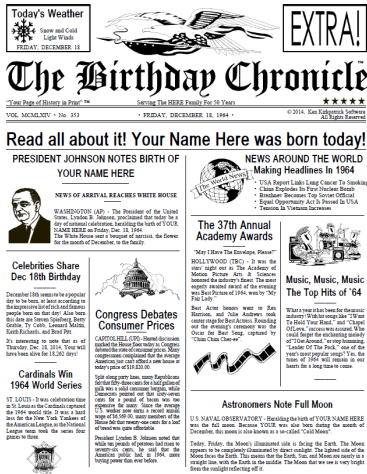 Today's Weather
Snow and Cold
Light Winds
FRIDAY, DECEMBER 18
EXTRA!
The Birthday Chronicle
"Your Page of History in Print" ™
Serving The HERE Family For 50 Years
★★★★★
VOL. MCMLXIV • No. 353
• FRIDAY, DECEMBER 18, 1964 •
© 2014, Ken Kirkpatrick Software
All Rights Reserved
Read all about it! Your Name Here was born today!
PRESIDENT JOHNSON NOTES BIRTH OF
YOUR NAME HERE
NEWS OF ARRIVAL REACHES WHITE HOUSE
WASHINGTON (AP) - The President of the
United States, Lyndon B. Johnson, proclaimed that today be a
day of national celebration, heralding the birth of YOUR
NAME HERE on Friday, Dec. 18, 1964.
The White House sent a bouquet of narcissus, the flower
for the month of December, to the family.
Celebrities Share
Dec 18th Birthday
December 18th seems to be a popular
day to be born, at least according to
the impressive list of rich and famous
people born on that day! Also born
this date are Steven Spielberg, Betty
Grable, Ty Cobb, Leonard Maltin,
Keith Richards, and Brad Pitt.
It's interesting to note that as of
Thursday, Dec. 18, 2014, Your will
have been alive for 18,262 days!
Cardinals Win
1964 World Series
ST. LOUIS - It was celebration time
in St. Louis as the Cardinals captured
the 1964 world title. It was a hard
loss for the New York Yankees of
the American League, as the National
League team took the series four
games to three.
Congress Debates
Consumer Prices
CAPITOL HILL (UPI) - Heated discussion
marked the House floor today as Congress
debated the state of consumer prices. Many
congressmen complained that the average
American just can't afford a new house at
today's price of $19,830.00.
Split along party lines, many Republicans
felt that fifty-three cents for a half gallon of
milk was a solid consumer bargain, while
Democrats pointed out that
cents for a pound of bacon was too
expensive for many. Since the average
U.S. worker now earns a record annual
wage of $6,569.00, many members of the
House felt that twenty-one cents for a loaf
of bread was quite affordable.
President Lyndon B. Johnson noted that
while ten pounds of potatoes had risen to
seventy-six cents, he said that the
American public had, in 1964, more
buying power than ever before.
NEWS AROUND THE WORLD
Making Headlines In 1964
The World News
• USA Report Links Lung Cancer To Smoking
• China Explodes Its First Nuclear Bomb
• Brezhnev Becomes Top Soviet Official
• Equal Opportunity Act Is Passed In USA
• Tension In Vietnam Increases
The 37th Annual
Academy Awards
"May I Have The Envelope, Please?"
HOLLYWOOD (TBC) - It was the
stars' night out as The Academy of
Motion Picture Arts & Sciences
honored the industry's finest. The most
eagerly awaited award of the evening
was Best Picture of 1964, won by "My
Fair Lady."
Best Actor honors went to Rex
Harrison, and Julie Andrews took
center stage for Best Actress. Rounding
out the evening's ceremony was the
Oscar for Best Song, captured by
"Chim Chim Cher-ee".
Music, Music, Music
The Top Hits of `64
What a year it has been for the music
industry! With hit songs like "I Want
To Hold Your Hand," and "Chapel
Of Love," success was assured. Who
could forget the enchanting melody
of "Dot Around," or stay humming,
"Leader Of The Pack," one of the
year's most popular songs? Yes, the
tunes of 1964 will remain in our
hearts for a long time to come.
Astronomers Note Full Moon
U.S. NAVAL OBSERVATORY - Heralding the birth of YOUR NAME HERE
was the full moon. Because YOUR was also born during the month of
December, this moon is also known as a so-called "Cold Moon".
Today, Friday, the Moon's illuminated side is facing the Earth. The Moon
appears to be completely illuminated by direct sunlight. The lighted side of the
Moon faces the Earth. This means that the Earth, Sun, and Moon are nearly in a
straight line, with the Earth in the middle. The Moon that we see is very bright
from the sunlight reflecting off it.